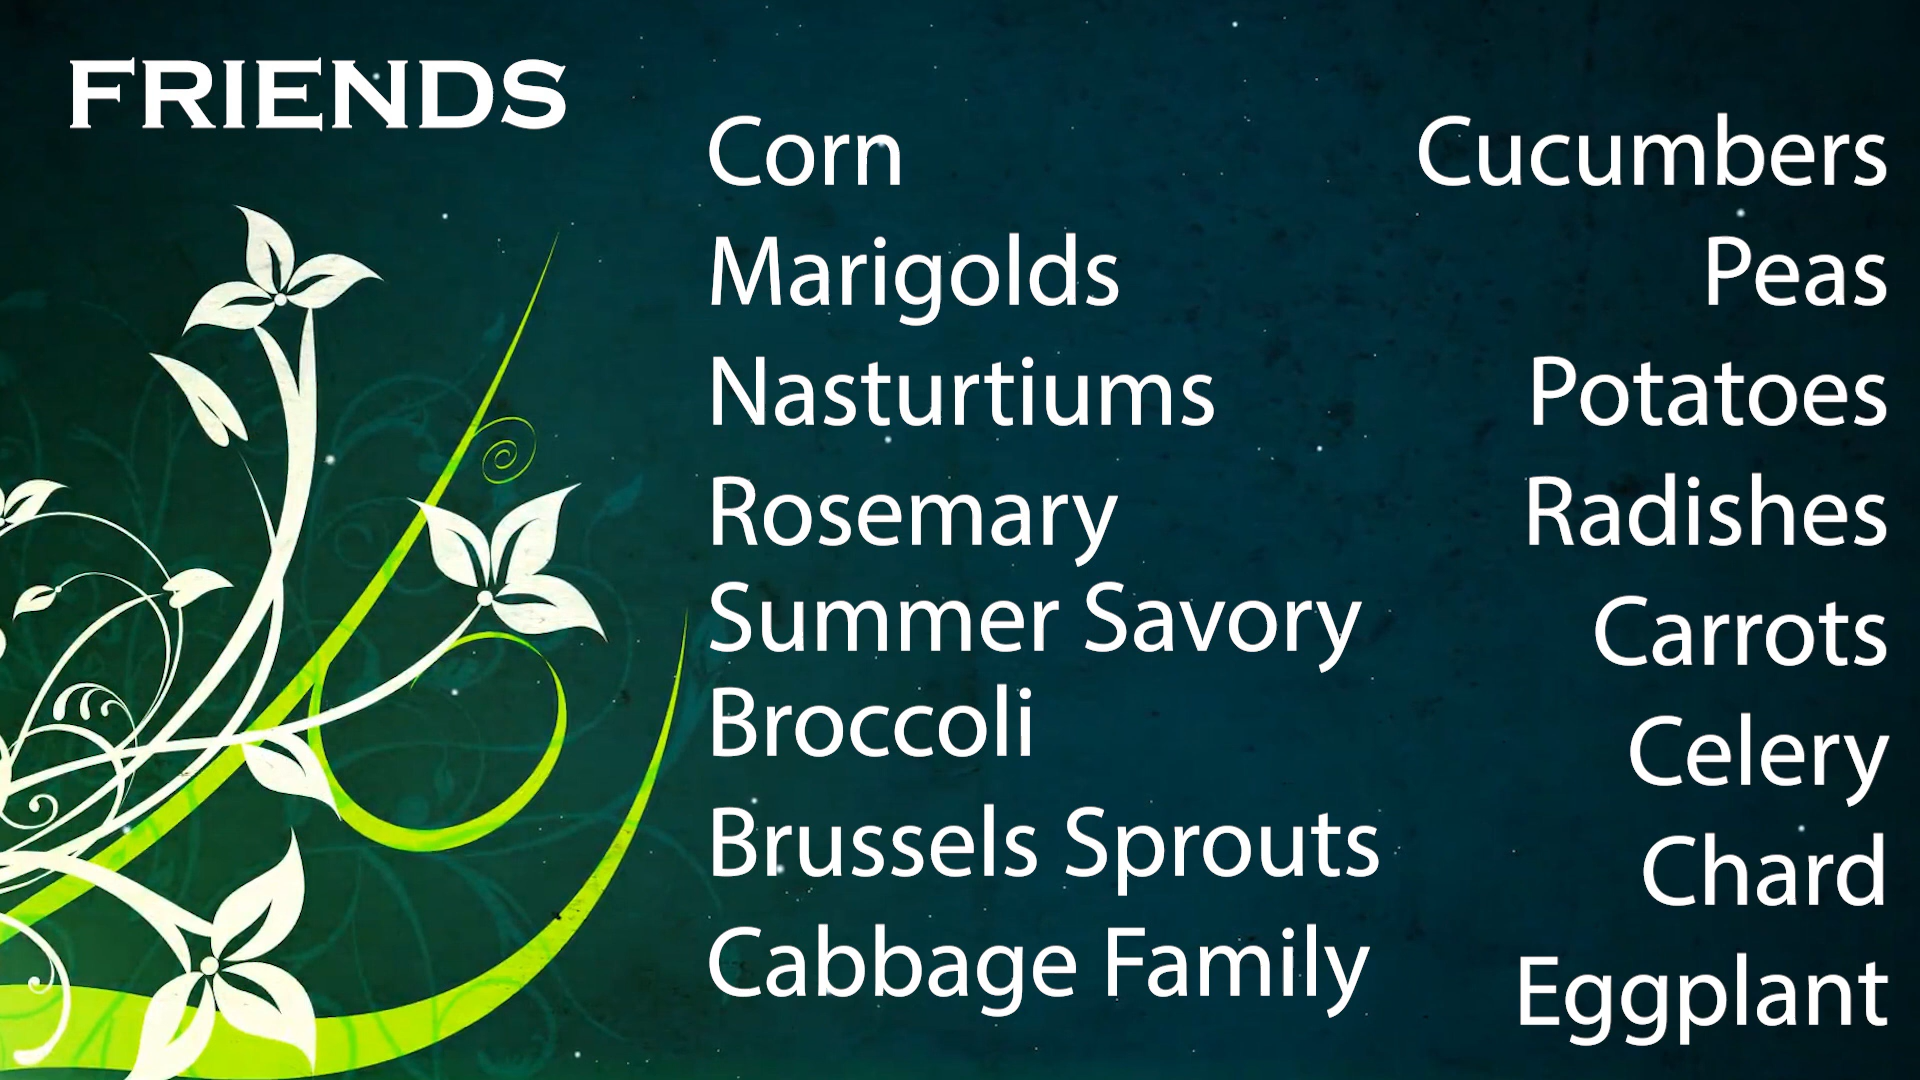 FRIENDS
Corn
Marigolds
Nasturtiums
Rosemary
Summer Savory
Broccoli
Brussels Sprouts
Cabbage Family
Cucumbers
Peas
Potatoes
Radishes
Carrots
Celery
Chard
Eggplant